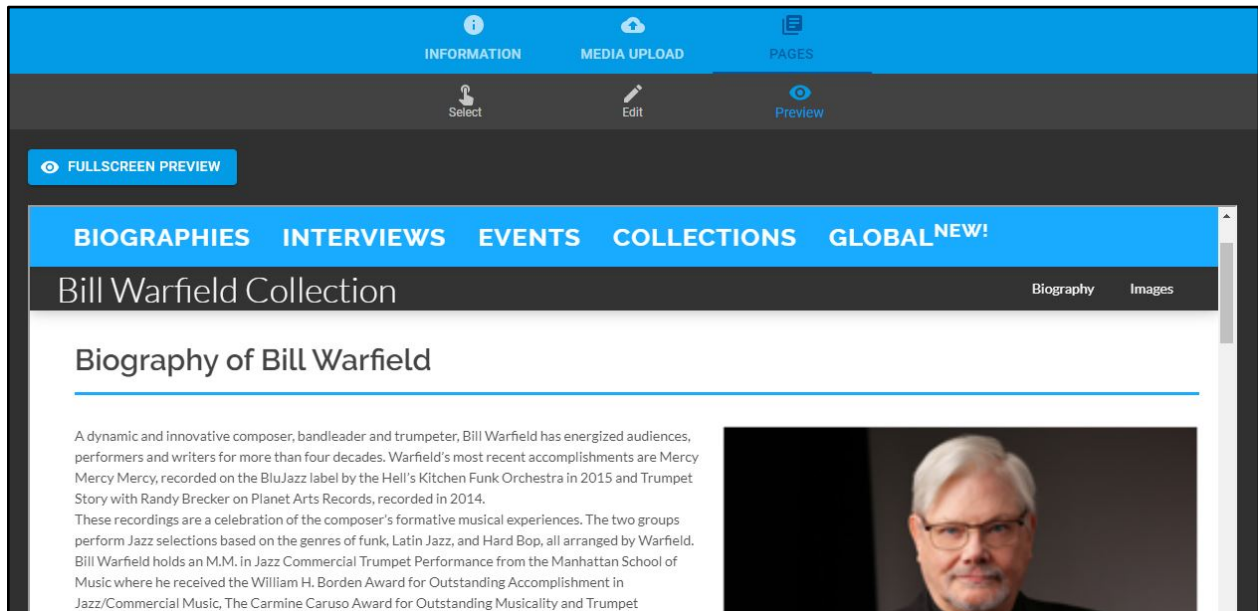 INFORMATION MEDIA UPLOAD PAGES
Select Edit Preview
FULLSCREEN PREVIEW
BIOGRAPHIES INTERVIEWS EVENTS COLLECTIONS GLOBAL NEW!
Bill Warfield Collection Biography Images
Biography of Bill Warfield
A dynamic and innovative composer, bandleader and trumpeter, Bill Warfield has energized audiences,
performers and writers for more than four decades. Warfield's most recent accomplishments are Mercy
Mercy Mercy, recorded on the BluJazz label by the Hell's Kitchen Funk Orchestra in 2015 and Trumpet
Story with Randy Brecker on Planet Arts Records, recorded in 2014.
These recordings are a celebration of the composer's formative musical experiences. The two groups
perform Jazz selections based on the genres of funk, Latin Jazz, and Hard Bop, all arranged by Warfield.
Bill Warfield holds an M.M. in Jazz Commercial Trumpet Performance from the Manhattan School of
Music where he received the William H. Borden Award for Outstanding Accomplishment in
Jazz/Commercial Music, The Carmine Caruso Award for Outstanding Musicality and Trumpet